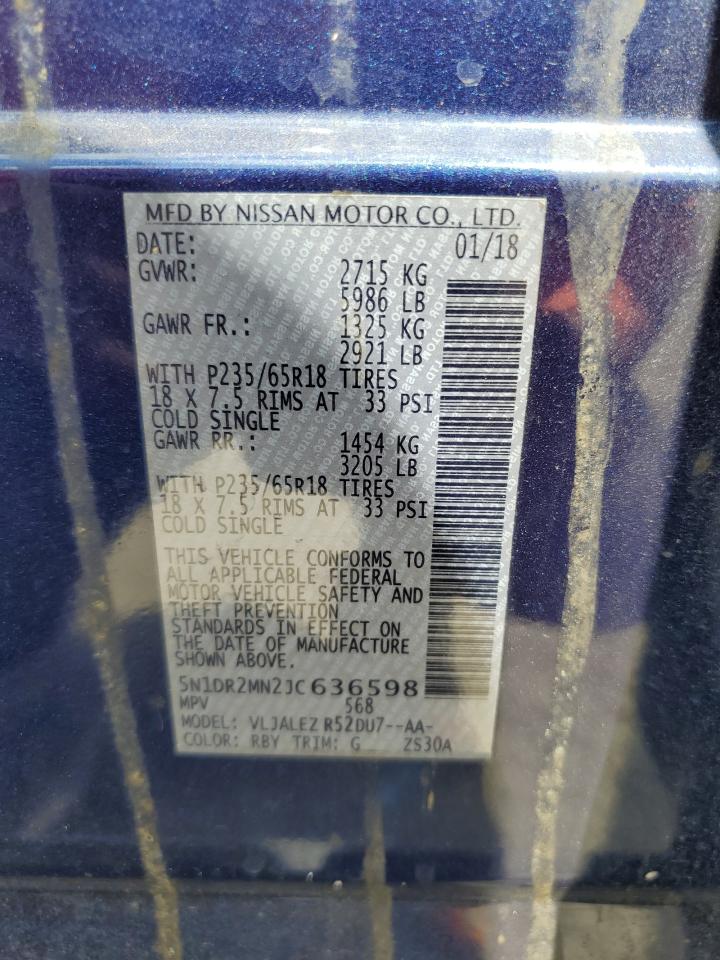 MFD BY NISSAN MOTOR CO., LTD.
DATE: 01/18
GVWR: 2715 KG
5986 LB
GAWR FR.: 1325 KG
2921 LB
WITH P235/65R18 TIRES
18 X 7.5 RIMS AT 33 PSI
COLD SINGLE
GAWR RR.: 1454 KG
3205 LB
WITH P235/65R18 TIRES
18 X 7.5 RIMS AT 33 PSI
COLD SINGLE
THIS VEHICLE CONFORMS TO
ALL APPLICABLE FEDERAL
MOTOR VEHICLE SAFETY AND
THEFT PREVENTION
STANDARDS IN EFFECT ON
THE DATE OF MANUFACTURE
SHOWN ABOVE.
5N1DR2MN2JC636598
MPV 568
MODEL: VLJALEZ R52DU7--AA-
COLOR: RBY TRIM: G ZS30A